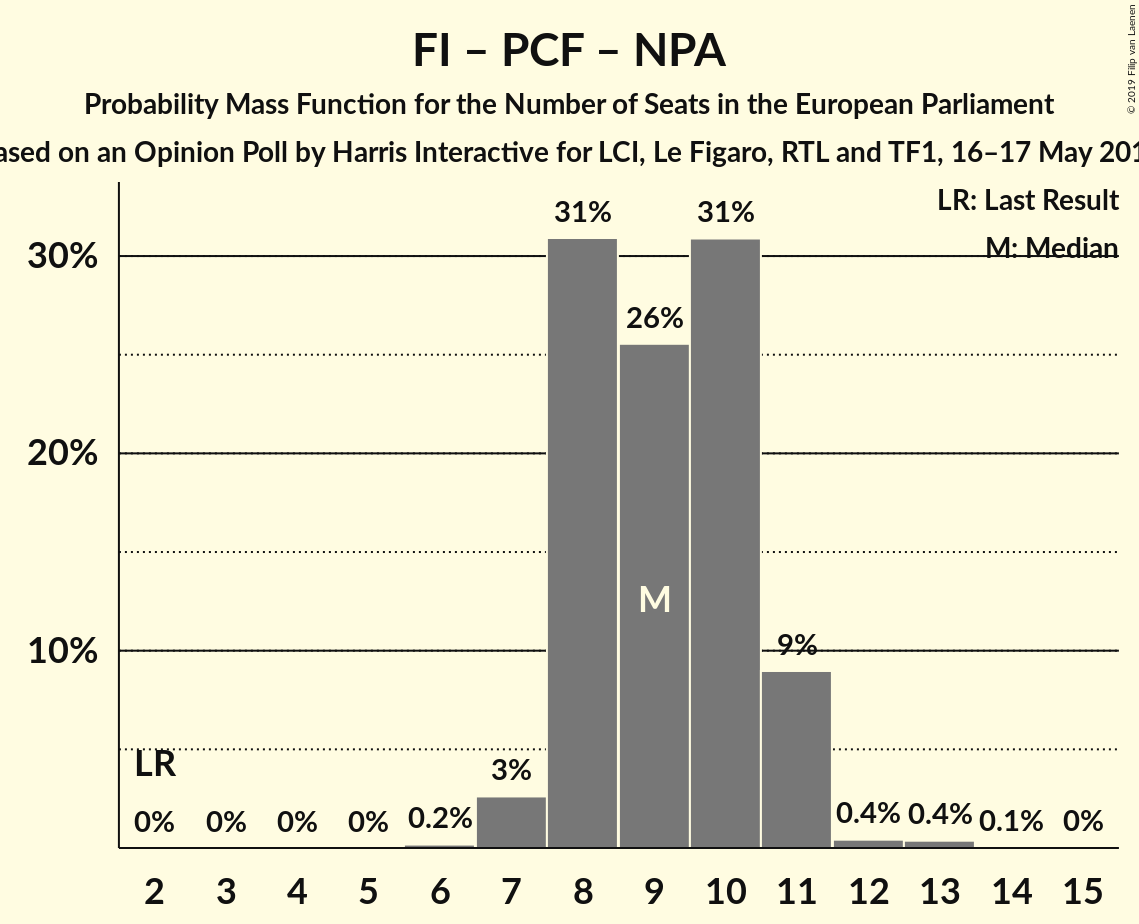 FI – PCF – NPA
Probability Mass Function for the Number of Seats in the European Parliament
ased on an Opinion Poll by Harris Interactive for LCI, Le Figaro, RTL and TF1, 16–17 May 201
© 2019 Filip van Laenen
LR: Last Result
M: Median
31% 31%
30%
26%
20%
M
10%
9%
LR
3%
0% 0% 0% 0% 0.2% 0.4% 0.4% 0.1% 0%
2 3 4 5 6 7 8 9 10 11 12 13 14 15